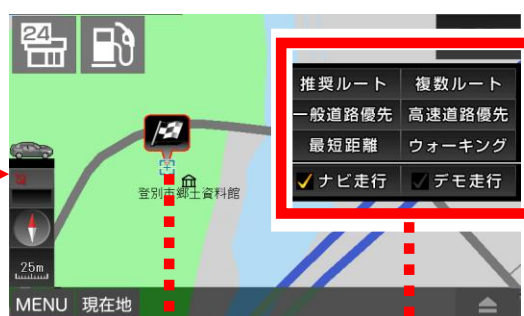 24
推奨ルート 複数ルート
一般道路優先 高速道路優先
最短距離 ウォーキング
ナビ走行 デモ走行
登別市郷土資料館
25m
MENU 現在地